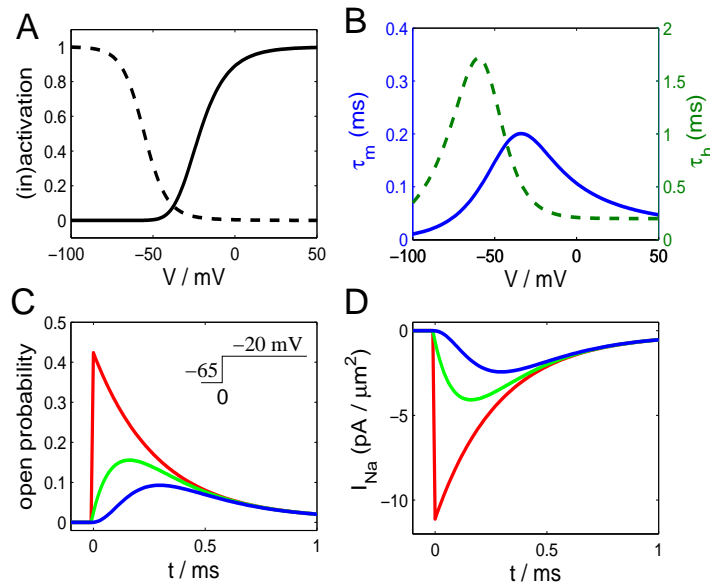 A
(in)activation
1
0.8
0.6
0.4
0.2
0
−100
−50
0
50
V / mV
B
τm (ms)
0.4
0.3
0.2
0.1
0
−100
−50
0
50
V / mV
2
1.5
1
0.5
0
τh (ms)
C
open probability
0.5
0.4
0.3
0.2
0.1
0
0
0.5
1
t / ms
−20 mV
−65
0
D
INa (pA / μm2)
0
−5
−10
0
0.5
1
t / ms